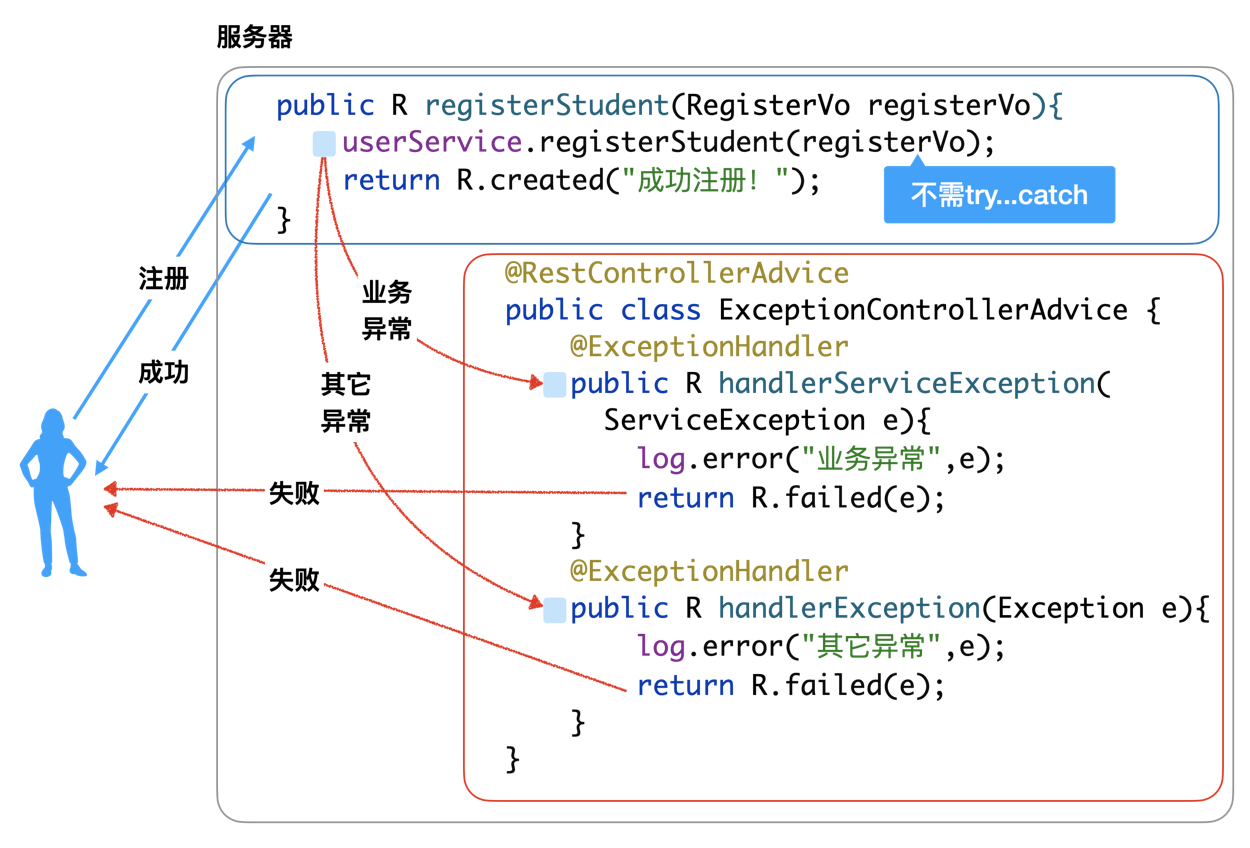 服务器
public R registerStudent(RegisterVo registerVo){
userService.registerStudent(registerVo);
return R.created("成功注册！");
不需try...catch
}
注册
成功
业务
异常
其它
异常
失败
失败
@RestControllerAdvice
public class ExceptionControllerAdvice {
@ExceptionHandler
public R handlerServiceException(
ServiceException e){
log.error("业务异常",e);
return R.failed(e);
}
@ExceptionHandler
public R handlerException(Exception e){
log.error("其它异常",e);
return R.failed(e);
}
}